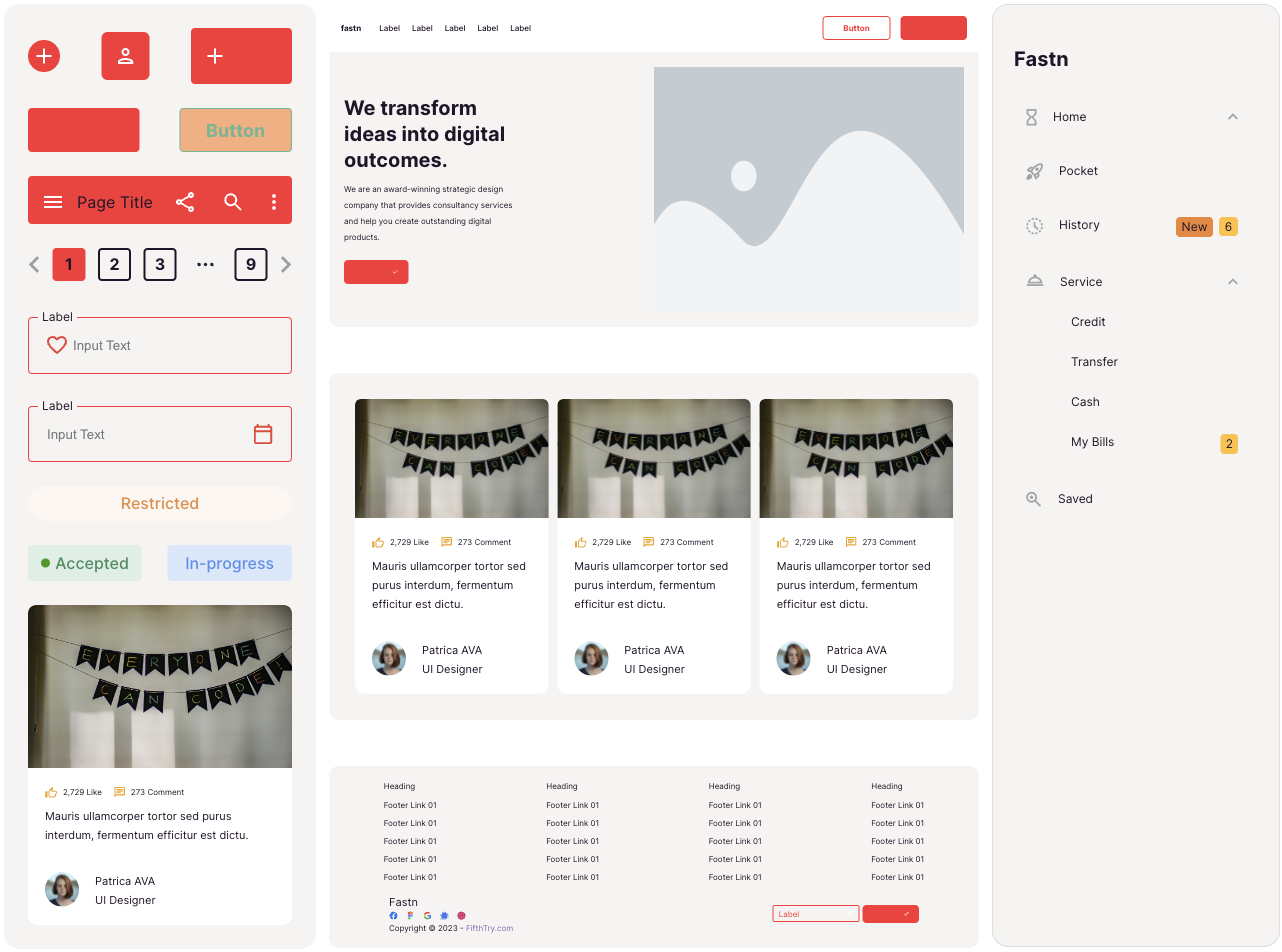 Button
Page Title
1
2
3
...
9
Label
Input Text
Label
Input Text
Restricted
Accepted
In-progress
EVERYONE
CAN CODE
2,729 Like
273 Comment
Mauris ullamcorper tortor sed purus
interdum, fermentum efficitur est dictu.
Patrica AVA
UI Designer
fastn
Label
Label
Label
Label
Label
Button
We transform
ideas into digital
outcomes.
We are an award-winning strategic design
company that provides consultancy services
and help you create outstanding digital
products.
EVERYONE
CAN CODE
2,729 Like
273 Comment
Mauris ullamcorper tortor sed
purus interdum, fermentum
efficitur est dictu.
Patrica AVA
UI Designer
EVERYONE
CAN CODE
2,729 Like
273 Comment
Mauris ullamcorper tortor sed
purus interdum, fermentum
efficitur est dictu.
Patrica AVA
UI Designer
EVERYONE
CAN CODE
2,729 Like
273 Comment
Mauris ullamcorper tortor sed
purus interdum, fermentum
efficitur est dictu.
Patrica AVA
UI Designer
Heading
Footer Link 01
Footer Link 01
Footer Link 01
Footer Link 01
Footer Link 01
Heading
Footer Link 01
Footer Link 01
Footer Link 01
Footer Link 01
Footer Link 01
Heading
Footer Link 01
Footer Link 01
Footer Link 01
Footer Link 01
Footer Link 01
Heading
Footer Link 01
Footer Link 01
Footer Link 01
Footer Link 01
Footer Link 01
Fastn
Copyright © 2023 - FifthTry.com
Label
Fastn
Home
Pocket
History
New
6
Service
Credit
Transfer
Cash
My Bills
2
Saved